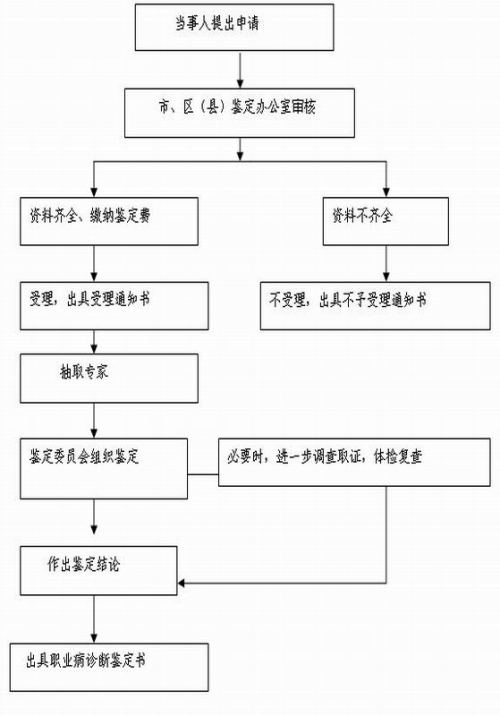 当事人提出申请
市、区（县）鉴定办公室审核
资料齐全、缴纳鉴定费
资料不齐全
受理，出具受理通知书
不受理，出具不予受理通知书
抽取专家
鉴定委员会组织鉴定
必要时，进一步调查取证，体检复查
作出鉴定结论
出具职业病诊断鉴定书